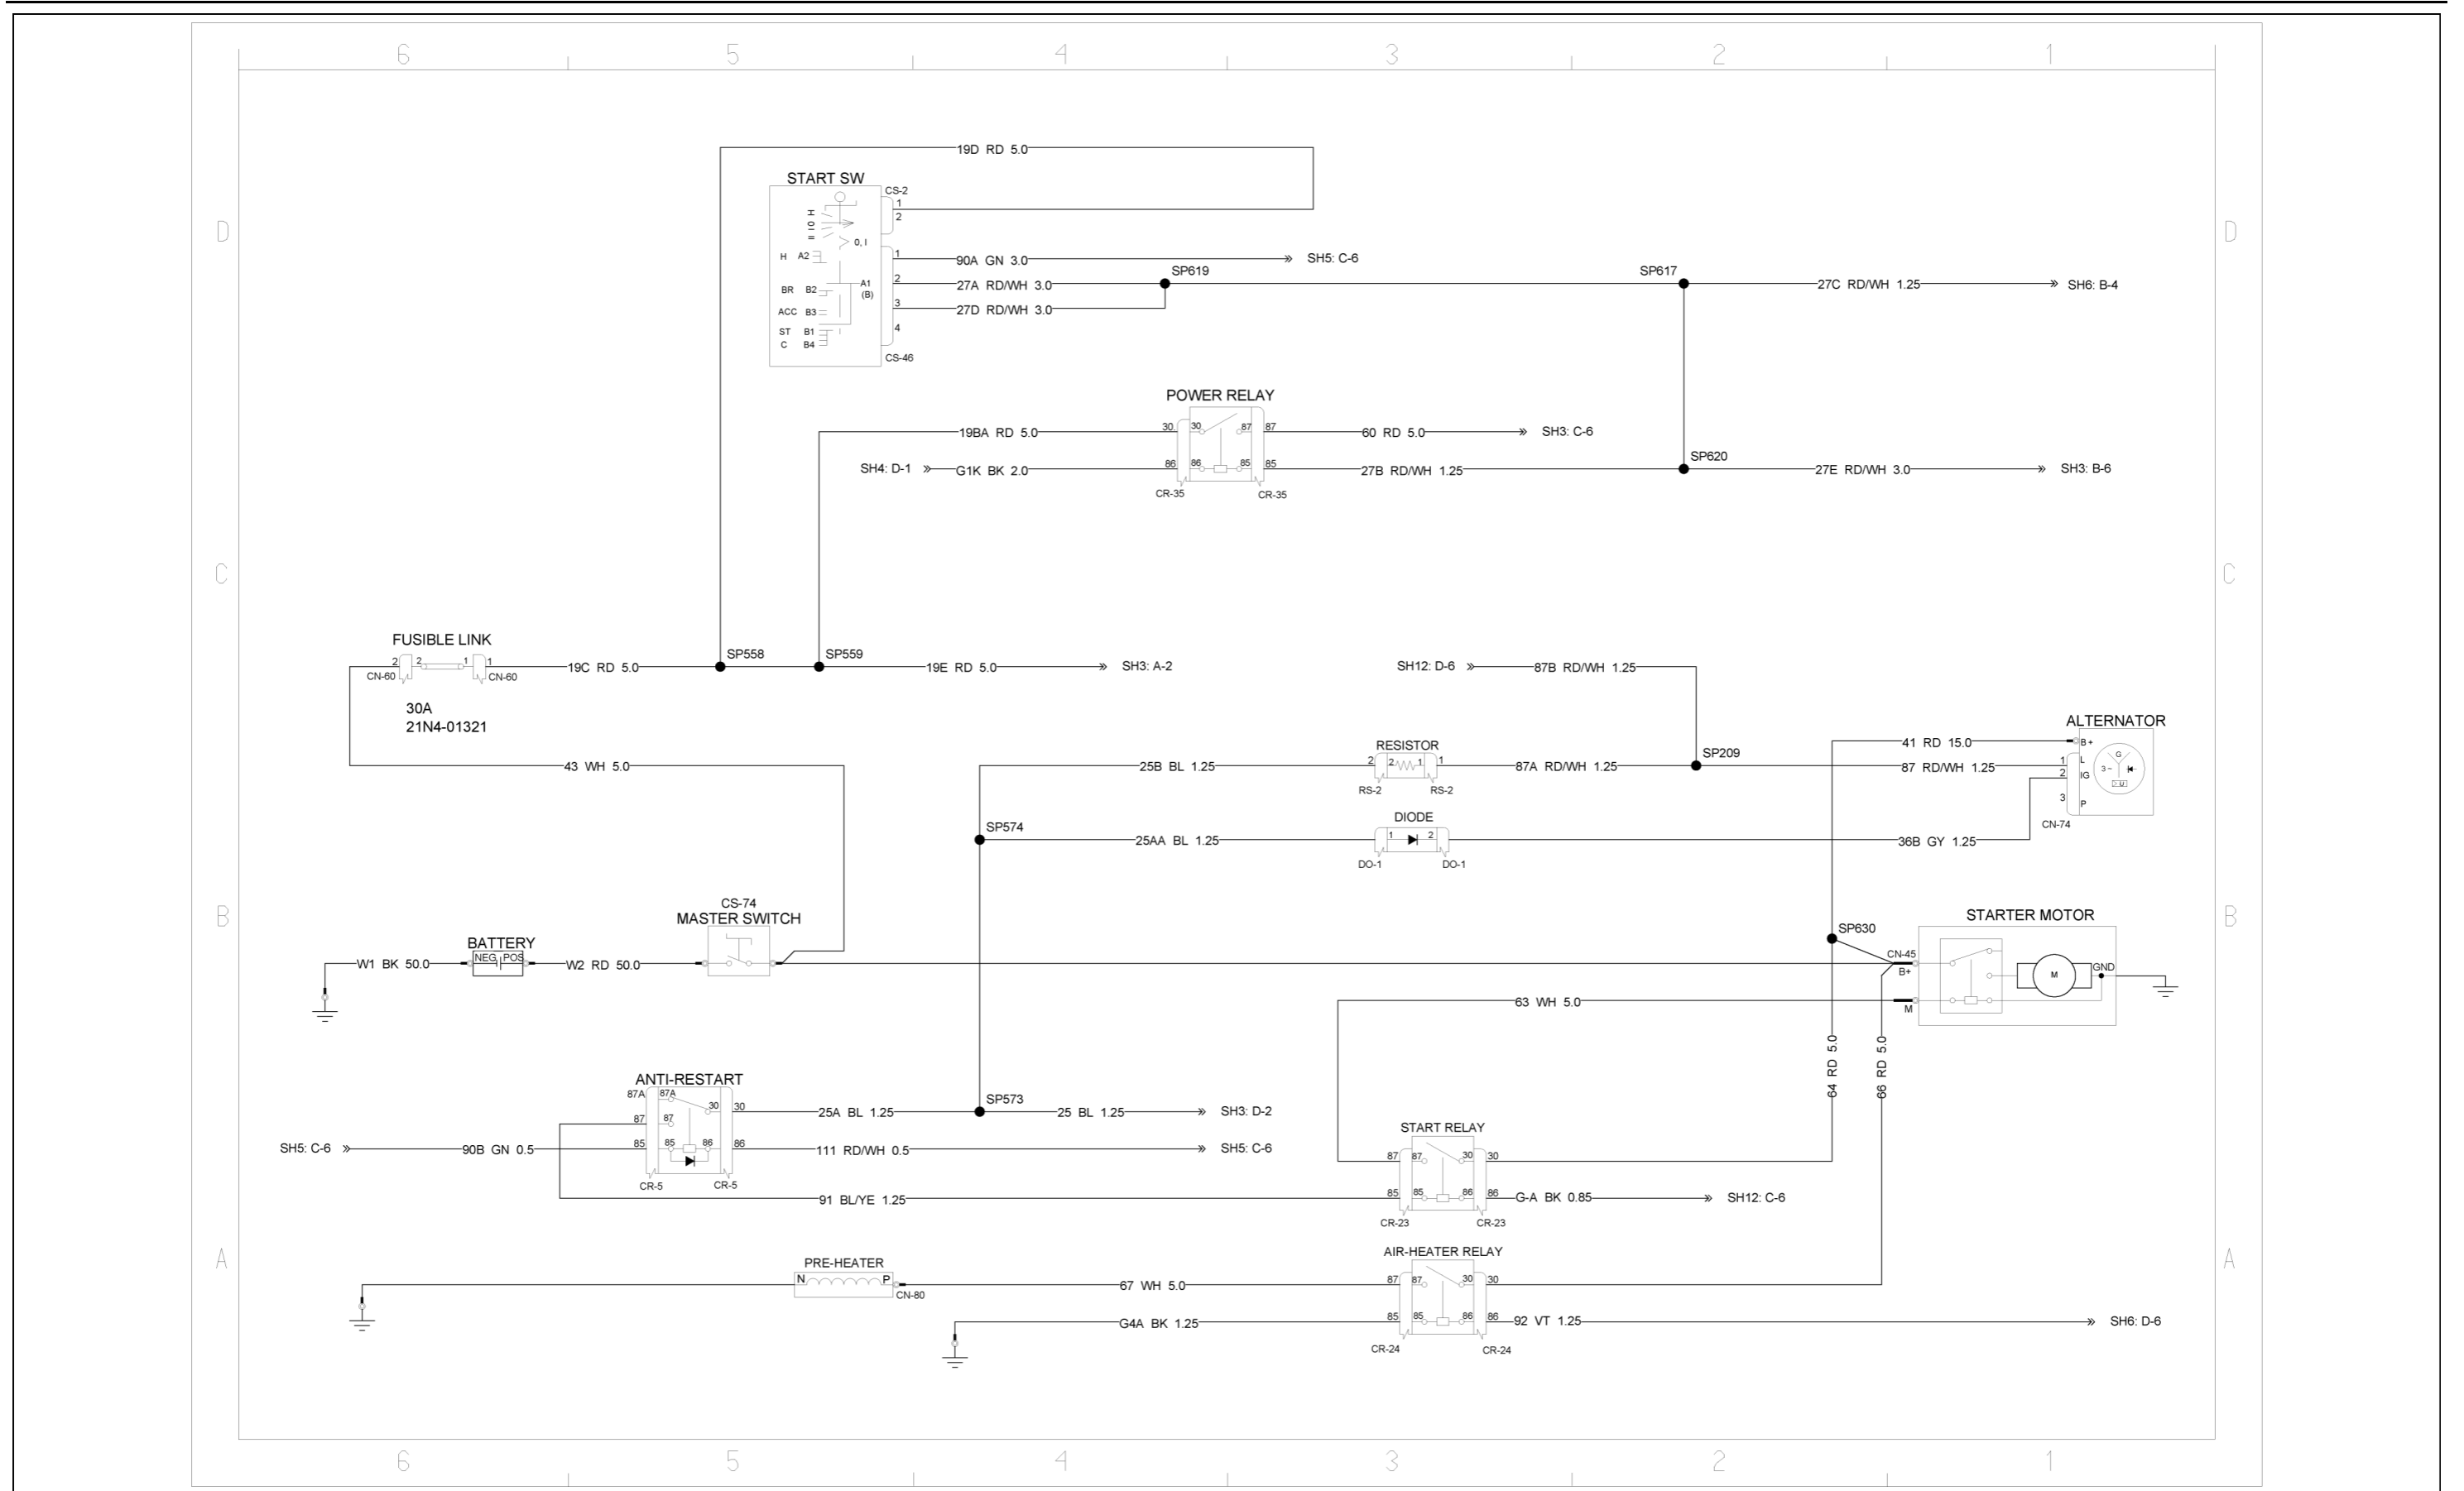 6 5 4 3 2 1
D D
C C
B B
A A
19D RD 5.0
START SW
CS-2
1
2
H
0
I
II
0, I
H A2
BR B2
A1
(B)
ACC B3
ST B1
C B4
1
2
3
4
CS-46
90A GN 3.0
SH5: C-6
27A RD/WH 3.0
27D RD/WH 3.0
SP619
SP617
27C RD/WH 1.25
SH6: B-4
POWER RELAY
19BA RD 5.0
30 30 87 87
60 RD 5.0
SH3: C-6
SH4: D-1
G1K BK 2.0
86 86 85 85
27B RD/WH 1.25
SP620
27E RD/WH 3.0
SH3: B-6
CR-35
CR-35
FUSIBLE LINK
2 2 1 1
CN-60
CN-60
30A
21N4-01321
19C RD 5.0
SP558
SP559
19E RD 5.0
SH3: A-2
SH12: D-6
87B RD/WH 1.25
43 WH 5.0
25B BL 1.25
RESISTOR
2 2 1 1
RS-2
RS-2
87A RD/WH 1.25
SP209
ALTERNATOR
41 RD 15.0
B+
87 RD/WH 1.25
1 L
2 IG
3 P
G
3 ~
U
CN-74
SP574
25AA BL 1.25
DIODE
1 2
DO-1
DO-1
36B GY 1.25
CS-74
MASTER SWITCH
BATTERY
W1 BK 50.0
NEG POS
W2 RD 50.0
SP630
STARTER MOTOR
CN-45
B+
M
M
GND
63 WH 5.0
64 RD 5.0
66 RD 5.0
ANTI-RESTART
87A 87A
30 30
87 87
85 85 86 86
CR-5
CR-5
25A BL 1.25
SP573
25 BL 1.25
SH3: D-2
SH5: C-6
90B GN 0.5
111 RD/WH 0.5
SH5: C-6
91 BL/YE 1.25
START RELAY
87 87 30 30
85 85 86 86
CR-23
CR-23
G-A BK 0.85
SH12: C-6
PRE-HEATER
N P
CN-80
67 WH 5.0
AIR-HEATER RELAY
87 87 30 30
G4A BK 1.25
85 85 86 86
CR-24
CR-24
92 VT 1.25
SH6: D-6
6 5 4 3 2 1